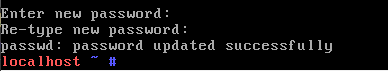 Enter new password:
Re-type new password:
passwd: password updated successfully
localhost ~ #